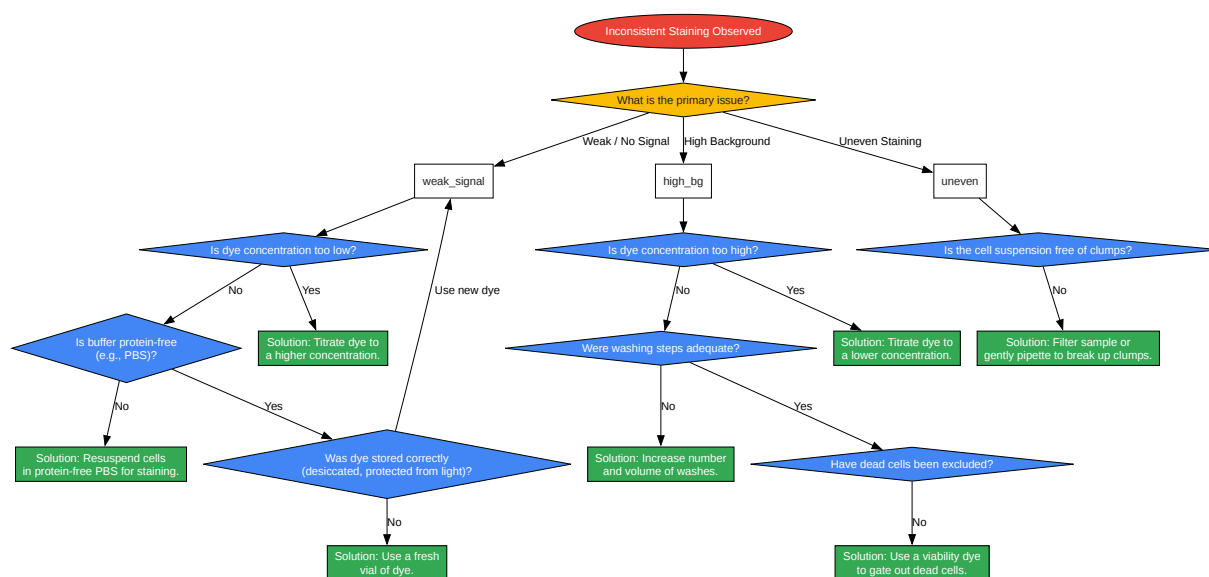 Inconsistent Staining Observed
What is the primary issue?
Weak / No Signal
High Background
Uneven Staining
weak_signal
high_bg
uneven
Is dye concentration too low?
Is dye concentration too high?
Is the cell suspension free of clumps?
No
Yes
Use new dye
No
Yes
No
Is buffer protein-free
(e.g., PBS)?
Solution: Titrate dye to
a higher concentration.
Were washing steps adequate?
Solution: Titrate dye to
a lower concentration.
Solution: Filter sample or
gently pipette to break up clumps.
No
Yes
No
Yes
Solution: Resuspend cells
in protein-free PBS for staining.
Was dye stored correctly
(desiccated, protected from light)?
Solution: Increase number
and volume of washes.
Have dead cells been excluded?
No
No
Solution: Use a fresh
vial of dye.
Solution: Use a viability dye
to gate out dead cells.